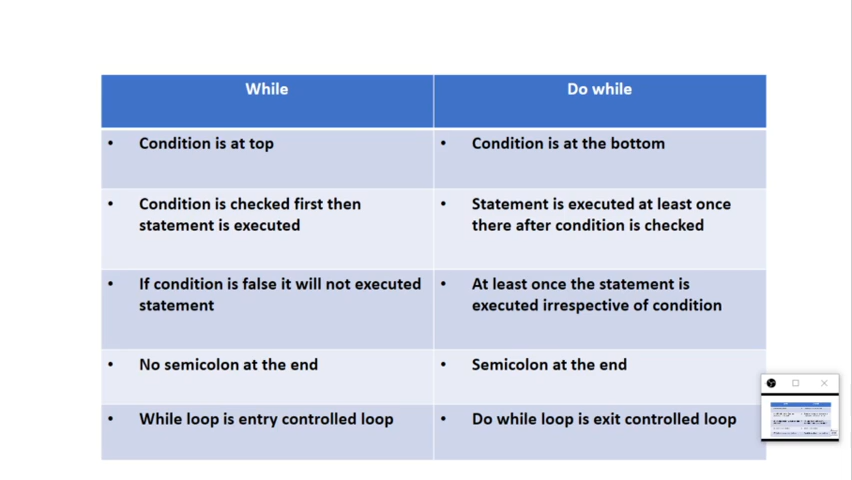 While
Do while
• Condition is at top
• Condition is at the bottom
• Condition is checked first then
statement is executed
• Statement is executed at least once
there after condition is checked
• If condition is false it will not executed
statement
• At least once the statement is
executed irrespective of condition
• No semicolon at the end
• Semicolon at the end
• While loop is entry controlled loop
• Do while loop is exit controlled loop